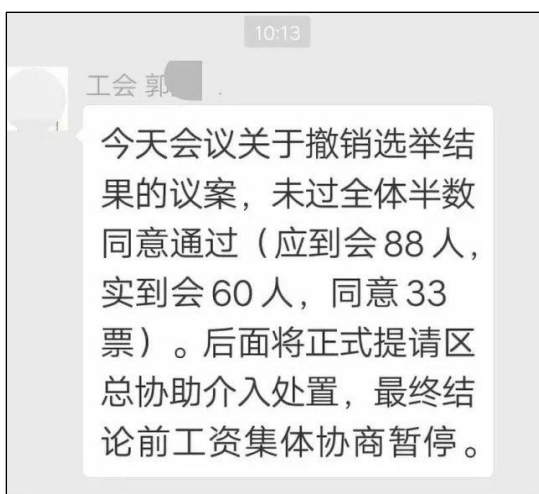 10:13
工会 郭
今天会议关于撤销选举结
果的议案，未过全体半数
同意通过（应到会88人，
实到会60人，同意33
票）。后面将正式提请区
总协助介入处置，最终结
论前工资集体协商暂停。